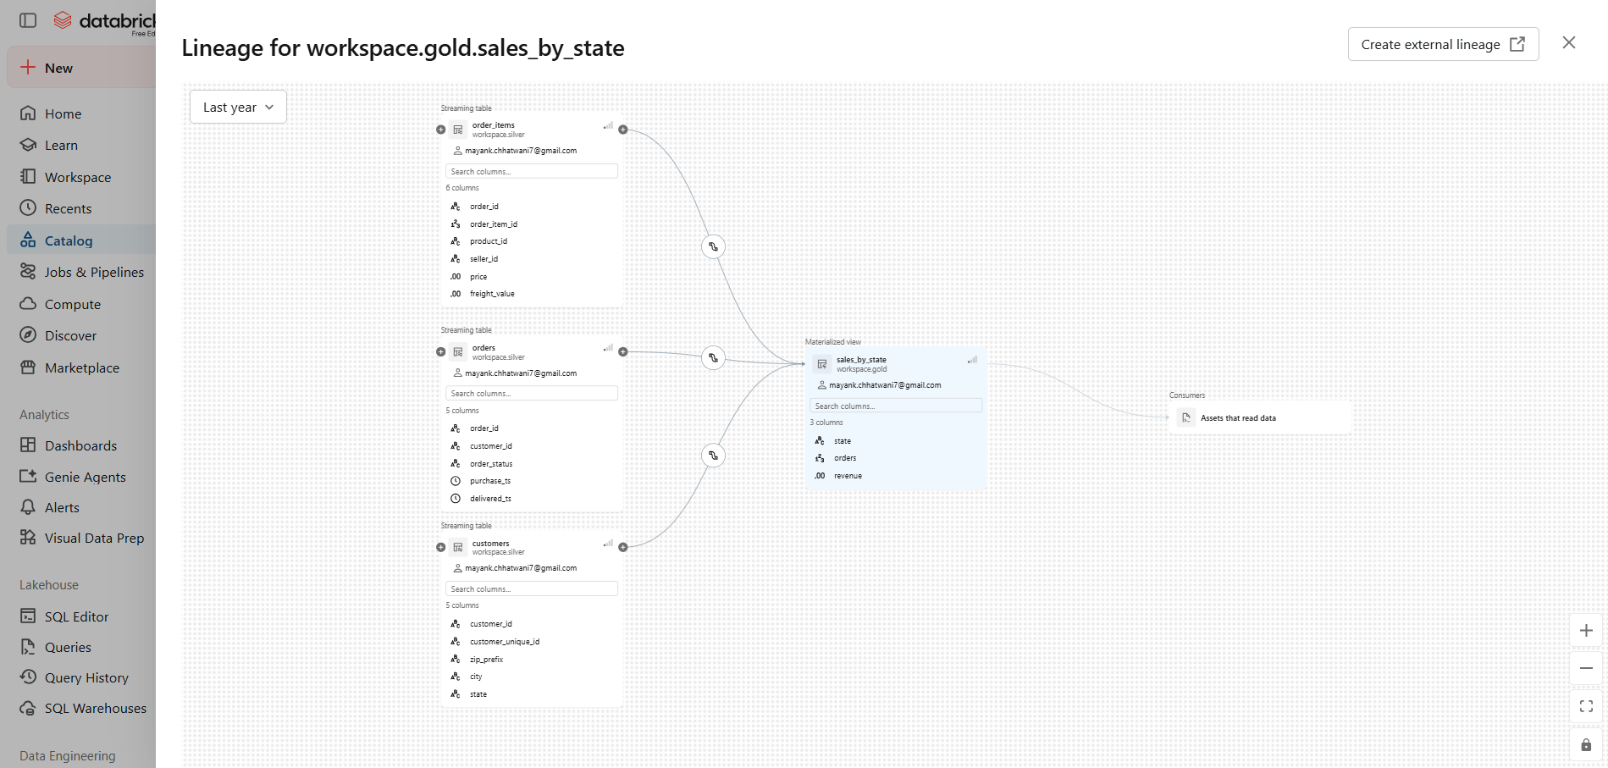 databrick
Free Ed
New
Home
Learn
Workspace
Recents
Catalog
Jobs & Pipelines
Compute
Discover
Marketplace
Analytics
Dashboards
Genie Agents
Alerts
Visual Data Prep
Lakehouse
SQL Editor
Queries
Query History
SQL Warehouses
Data Engineering
Lineage for workspace.gold.sales_by_state
Create external lineage
Last year
Streaming table
order_items
workspace.silver
mayank.chhatwani7@gmail.com
Search columns...
6 columns
order_id
order_item_id
product_id
seller_id
.00 price
.00 freight_value
Streaming table
orders
workspace.silver
mayank.chhatwani7@gmail.com
Search columns...
5 columns
order_id
customer_id
order_status
purchase_ts
delivered_ts
Streaming table
customers
workspace.silver
mayank.chhatwani7@gmail.com
Search columns...
5 columns
customer_id
customer_unique_id
zip_prefix
city
state
Materialized view
sales_by_state
workspace.gold
mayank.chhatwani7@gmail.com
Search columns...
3 columns
state
orders
.00 revenue
Consumers
Assets that read data